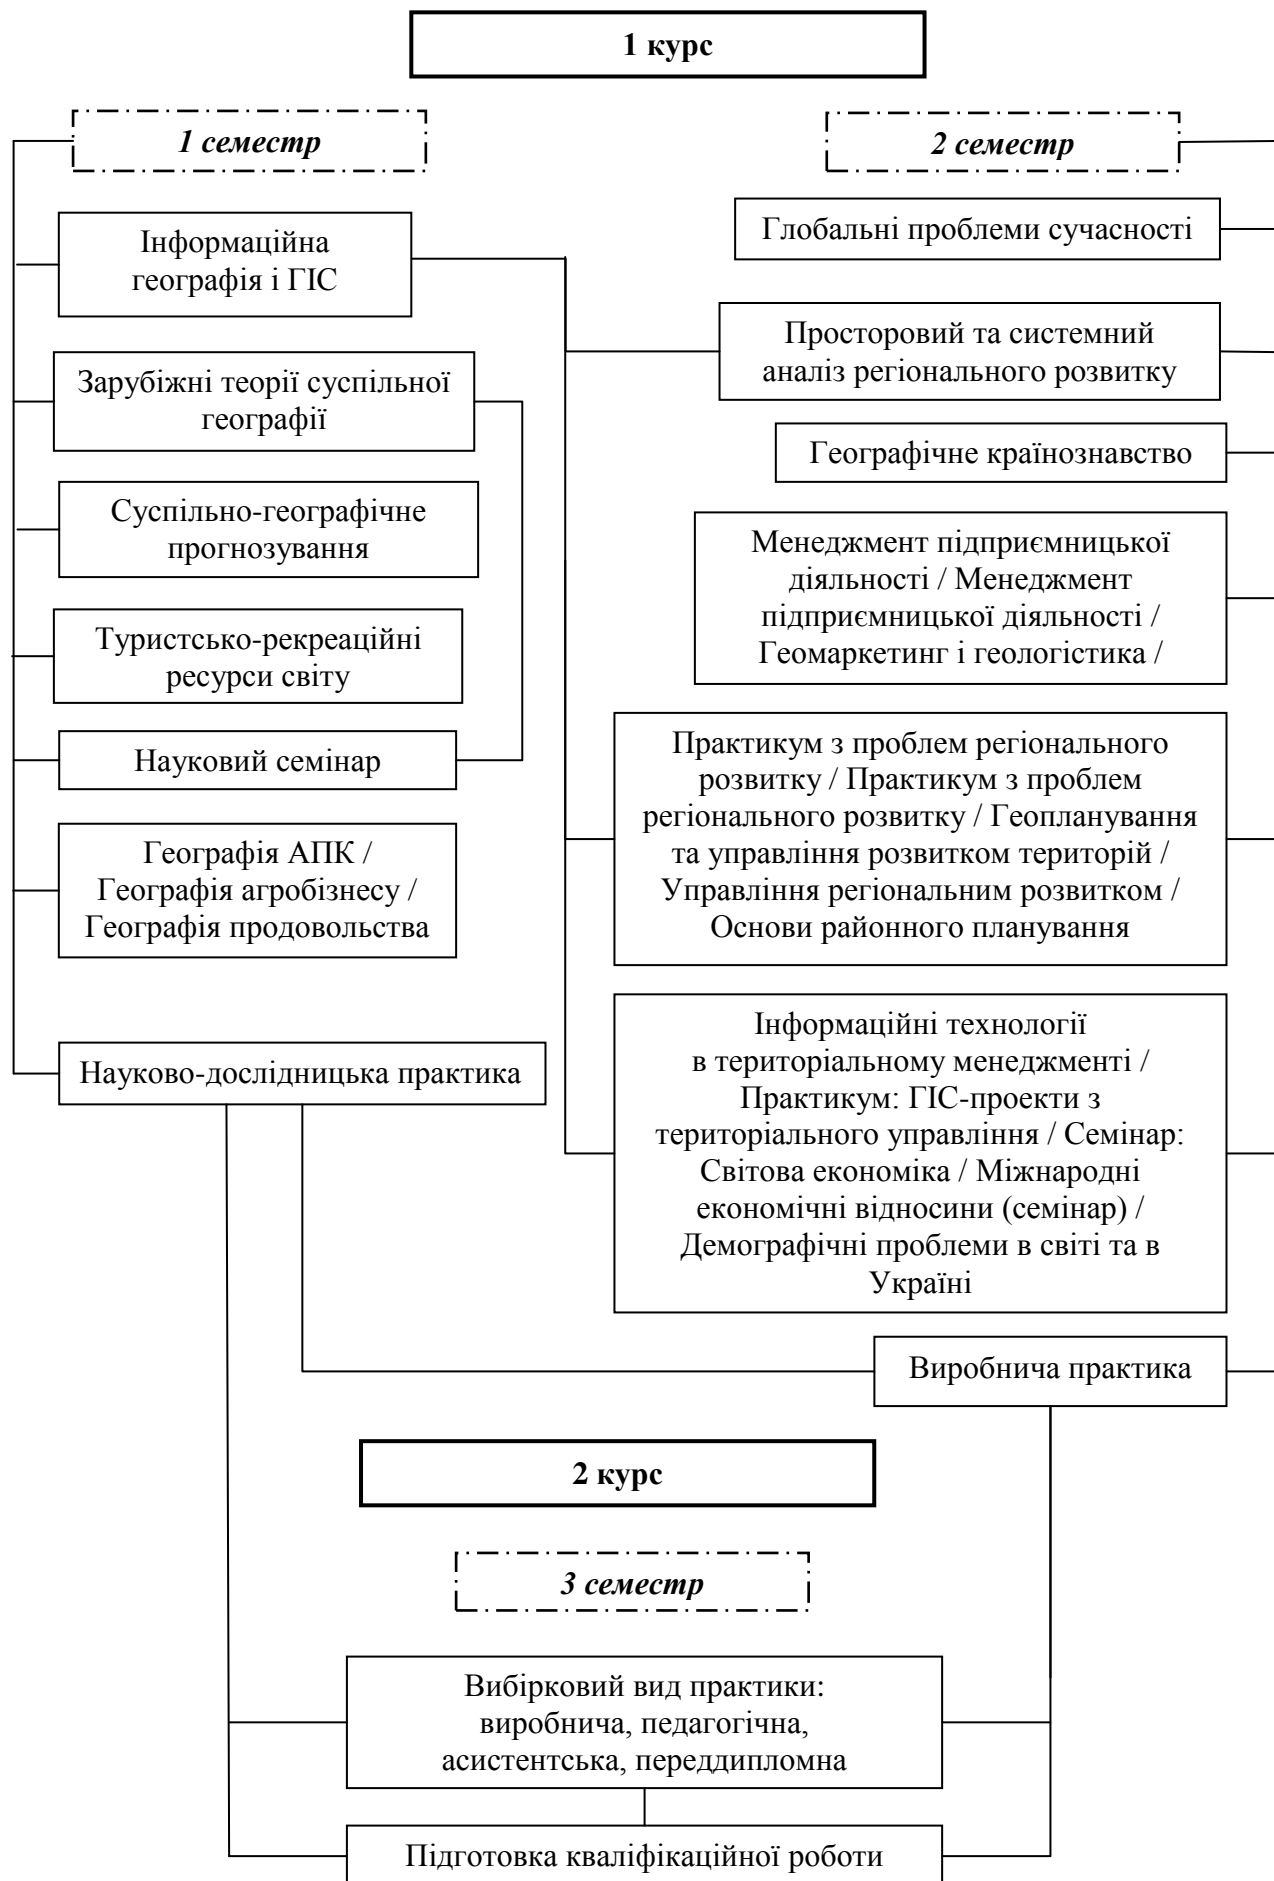 1 курс
1 семестр
Інформаційна
географія і ГІС
Зарубіжні теорії суспільної
географії
Суспільно-географічне
прогнозування
Туристсько-рекреаційні
ресурси світу
Науковий семінар
Географія АПК /
Географія агробізнесу /
Географія продовольства
Науково-дослідницька практика
2 семестр
Глобальні проблеми сучасності
Просторовий та системний
аналіз регіонального розвитку
Географічне країнознавство
Менеджмент підприємницької
діяльності / Менеджмент
підприємницької діяльності /
Геомаркетинг і геологістика /
Практикум з проблем регіонального
розвитку / Практикум з проблем
регіонального розвитку / Геопланування
та управління розвитком територій /
Управління регіональним розвитком /
Основи районного планування
Інформаційні технології
в територіальному менеджменті /
Практикум: ГІС-проекти з
територіального управління / Семінар:
Світова економіка / Міжнародні
економічні відносини (семінар) /
Демографічні проблеми в світі та в
Україні
Виробнича практика
2 курс
3 семестр
Вибірковий вид практики:
виробнича, педагогічна,
асистентська, переддипломна
Підготовка кваліфікаційної роботи